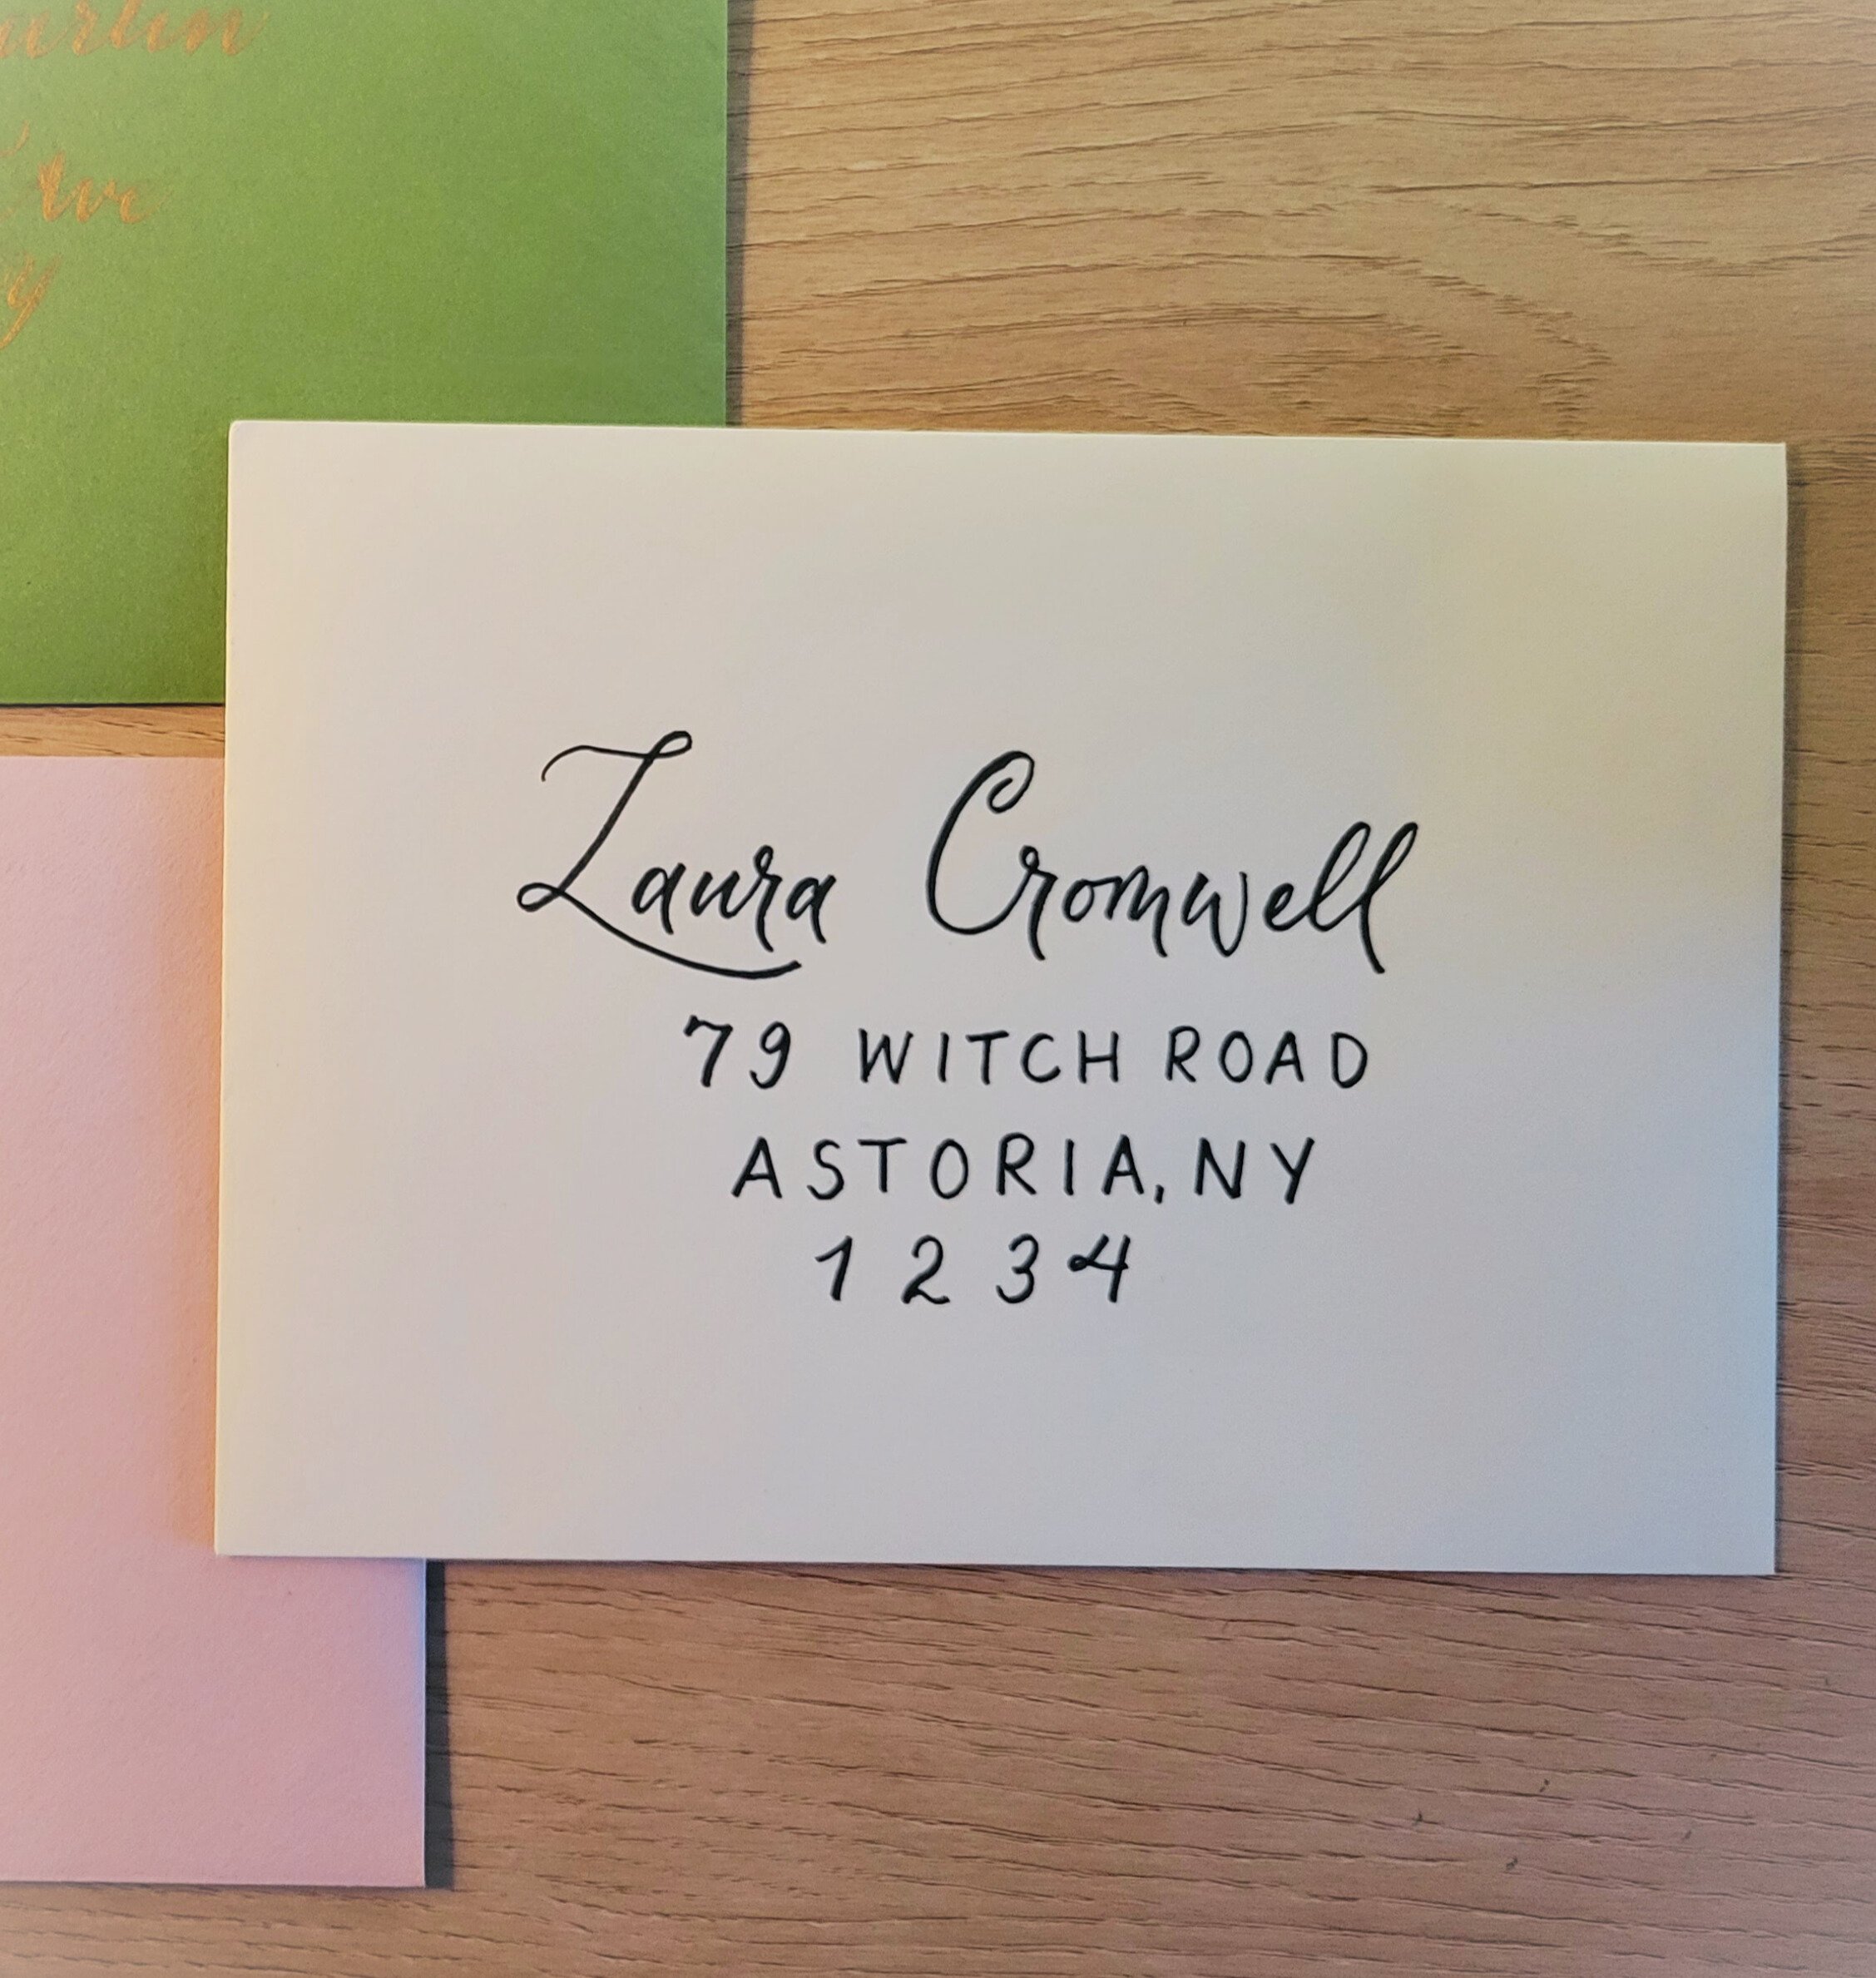 Laura Cromwell
79 WITCH ROAD
ASTORIA, NY
1234